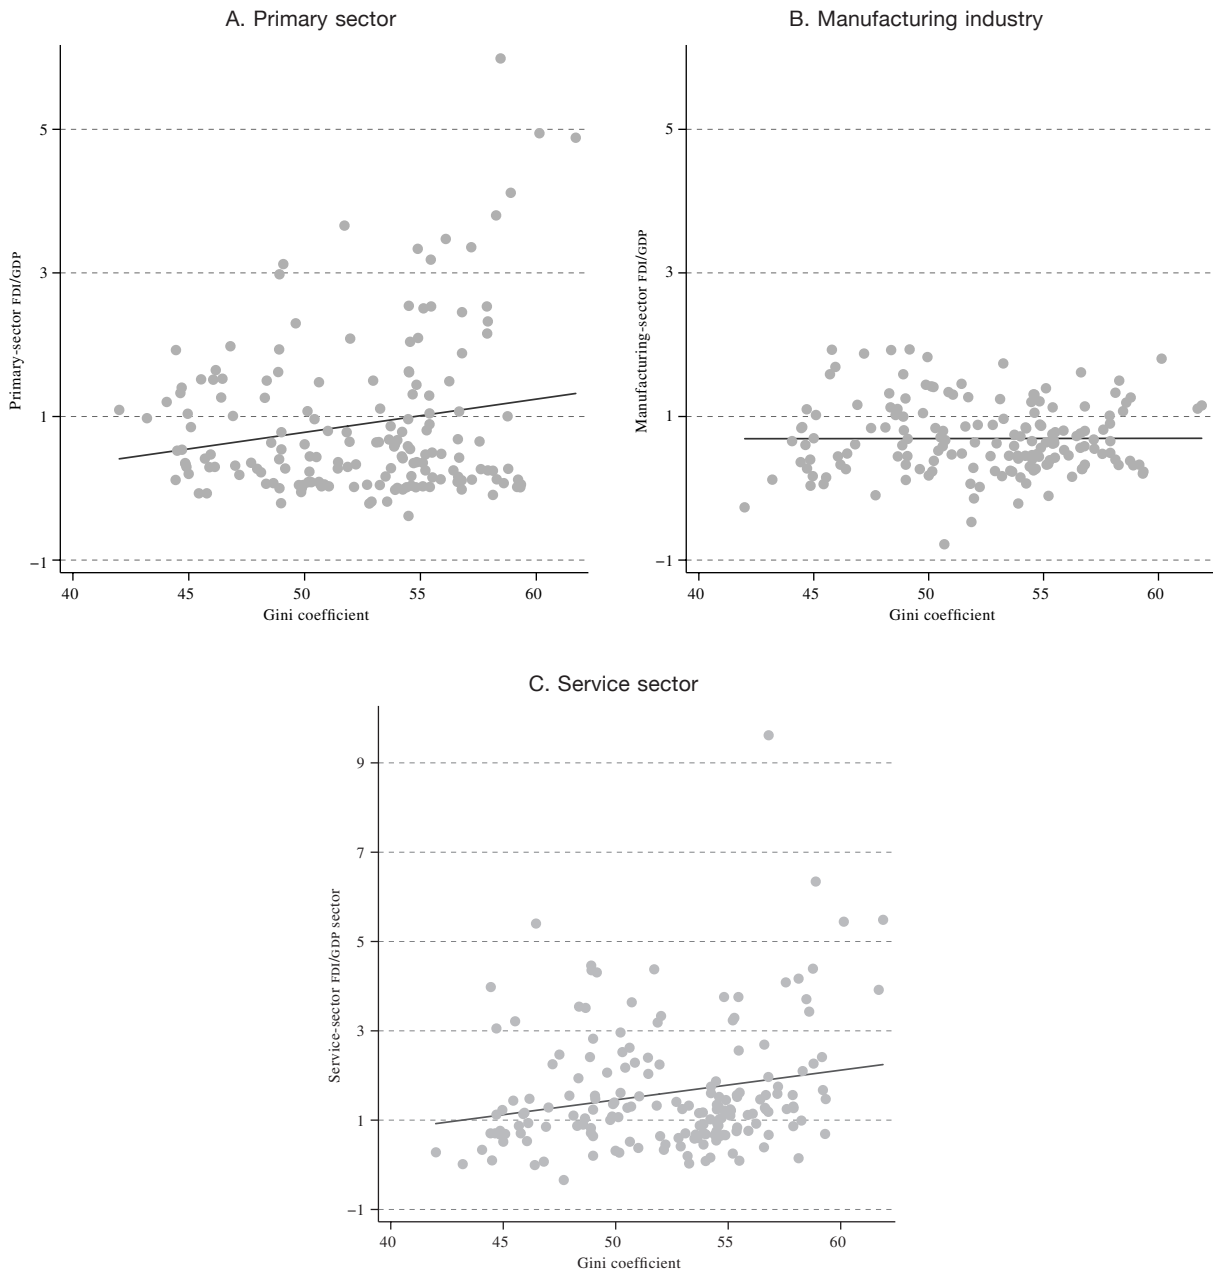 A. Primary sector
B. Manufacturing industry
5
3
1
−1
Primary-sector FDI/GDP
40 45 50 55 60
Gini coefficient
5
3
1
−1
Manufacturing-sector FDI/GDP
40 45 50 55 60
Gini coefficient
C. Service sector
9
7
5
3
1
−1
Service-sector FDI/GDP sector
40 45 50 55 60
Gini coefficient